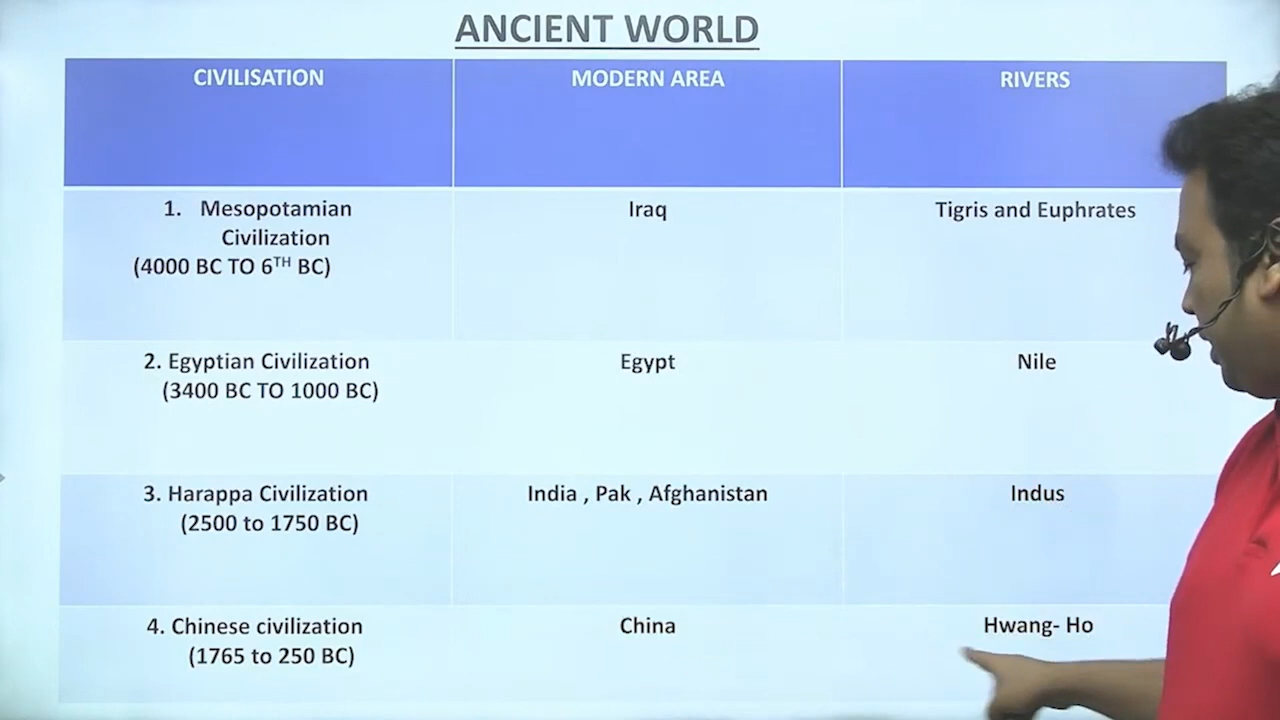 ANCIENT WORLD
CIVILISATION MODERN AREA RIVERS
1. Mesopotamian Iraq Tigris and Euphrates
Civilization
(4000 BC TO 6TH BC)
2. Egyptian Civilization Egypt Nile
(3400 BC TO 1000 BC)
3. Harappa Civilization India , Pak , Afghanistan Indus
(2500 to 1750 BC)
4. Chinese civilization China Hwang- Ho
(1765 to 250 BC)